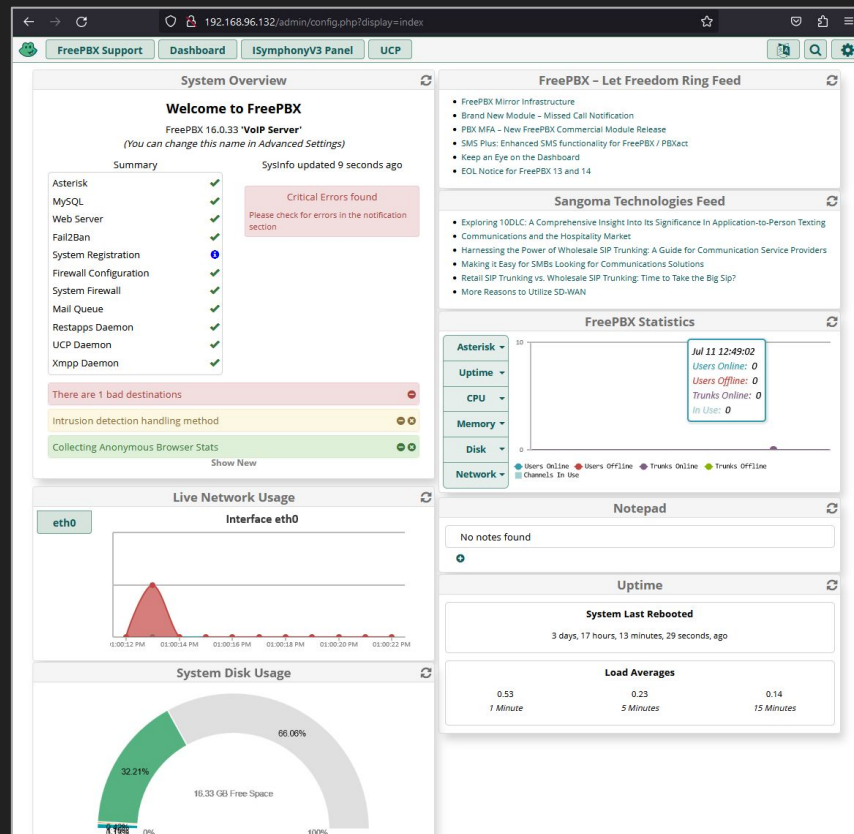 192.168.96.132/admin/config.php?display=index
FreePBX Support
Dashboard
ISymphonyV3 Panel
UCP
System Overview
Welcome to FreePBX
FreePBX 16.0.33 'VoIP Server'
(You can change this name in Advanced Settings)
Summary
SysInfo updated 9 seconds ago
Asterisk
MySQL
Web Server
Fail2Ban
System Registration
Firewall Configuration
System Firewall
Mail Queue
Restapps Daemon
UCP Daemon
Xmpp Daemon
Critical Errors found
Please check for errors in the notification
section
There are 1 bad destinations
Intrusion detection handling method
Collecting Anonymous Browser Stats
Show New
Live Network Usage
eth0
Interface eth0
01:00:12 PM 01:00:14 PM 01:00:16 PM 01:00:18 PM 01:00:20 PM 01:00:22 PM
System Disk Usage
66.06%
32.21%
16.33 GB Free Space
0%
100%
FreePBX – Let Freedom Ring Feed
FreePBX Mirror Infrastructure
Brand New Module – Missed Call Notification
PBX MFA – New FreePBX Commercial Module Release
SMS Plus: Enhanced SMS functionality for FreePBX / PBXact
Keep an Eye on the Dashboard
EOL Notice for FreePBX 13 and 14
Sangoma Technologies Feed
Exploring 10DLC: A Comprehensive Insight Into Its Significance In Application-to-Person Texting
Communications and the Hospitality Market
Harnessing the Power of Wholesale SIP Trunking: A Guide for Communication Service Providers
Making it Easy for SMBs Looking for Communications Solutions
Retail SIP Trunking vs. Wholesale SIP Trunking: Time to Take the Big Sip?
More Reasons to Utilize SD-WAN
FreePBX Statistics
Asterisk
Uptime
CPU
Memory
Disk
Network
10
0
Jul 11 12:49:02
Users Online: 0
Users Offline: 0
Trunks Online: 0
In Use: 0
Users Online Users Offline Trunks Online Trunks Offline
Channels In Use
Notepad
No notes found
Uptime
System Last Rebooted
3 days, 17 hours, 13 minutes, 29 seconds, ago
Load Averages
0.53 0.23 0.14
1 Minute 5 Minutes 15 Minutes